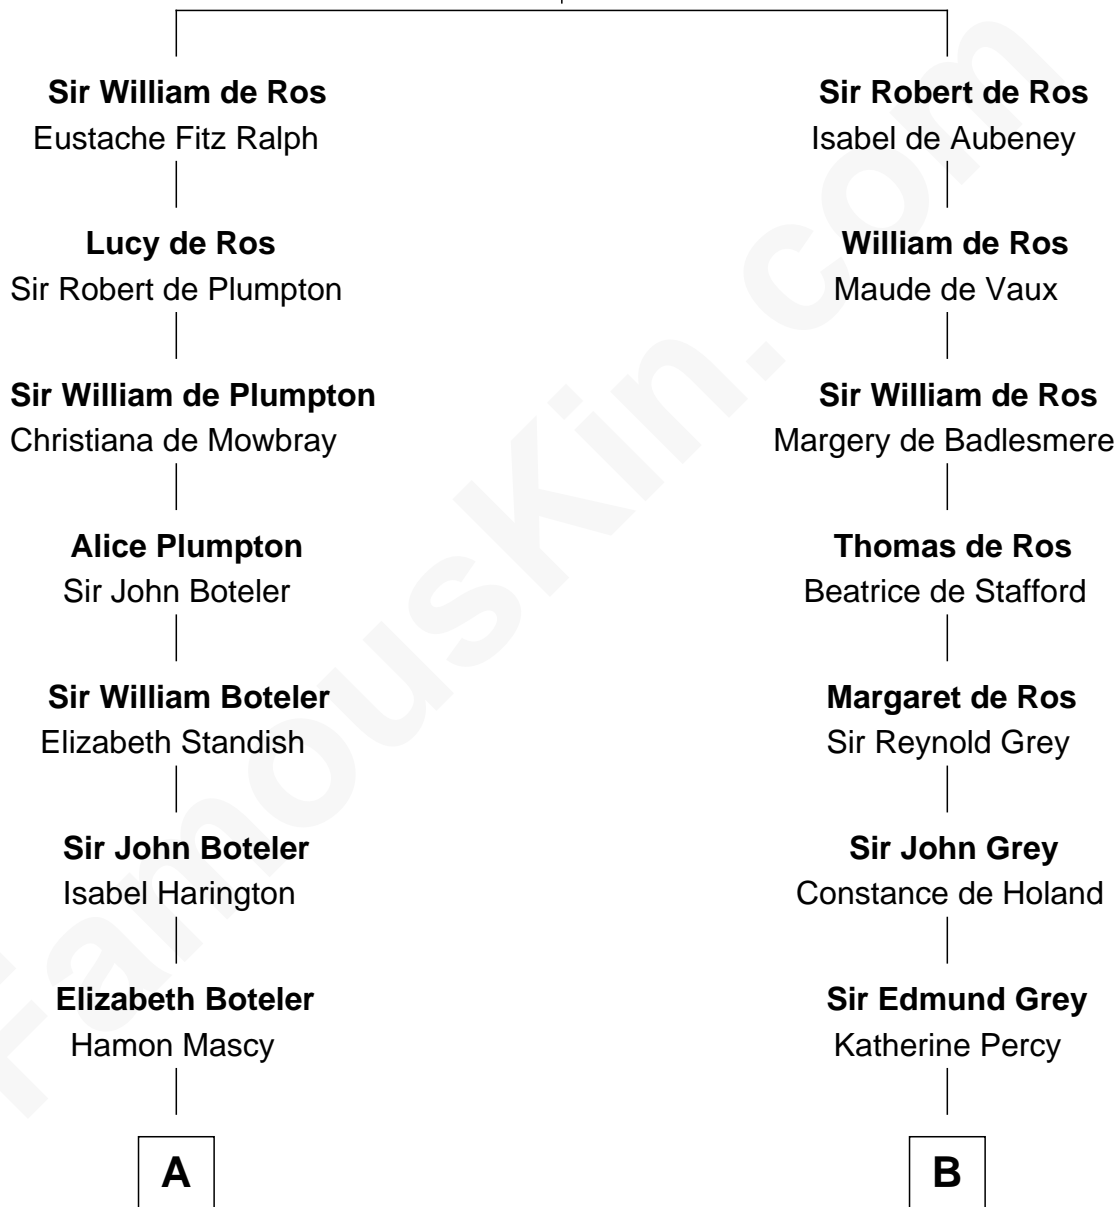 Sir William de Ros
Eustache Fitz Ralph
Lucy de Ros
Sir Robert de Plumpton
Sir William de Plumpton
Christiana de Mowbray
Alice Plumpton
Sir John Boteler
Sir William Boteler
Elizabeth Standish
Sir John Boteler
Isabel Harington
Elizabeth Boteler
Hamon Mascy
A
Sir Robert de Ros
Isabel de Aubeney
William de Ros
Maude de Vaux
Sir William de Ros
Margery de Badlesmere
Thomas de Ros
Beatrice de Stafford
Margaret de Ros
Sir Reynold Grey
Sir John Grey
Constance de Holand
Sir Edmund Grey
Katherine Percy
B
FamousKin.com